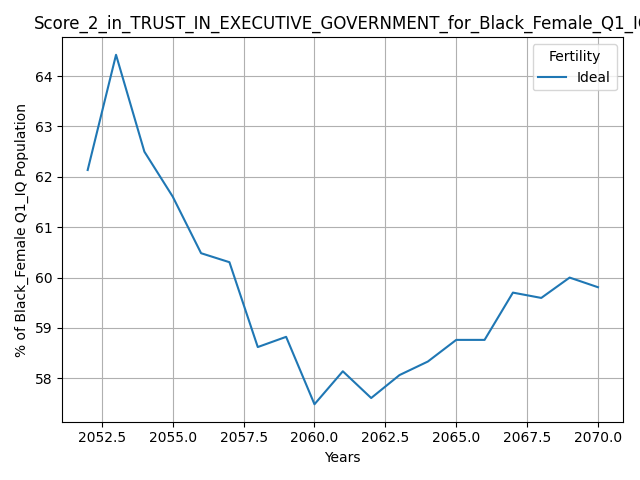 Score_2_in_TRUST_IN_EXECUTIVE_GOVERNMENT_for_Black_Female_Q1_IQ
Fertility
Ideal
% of Black_Female Q1_IQ Population
64
63
62
61
60
59
58
2052.5 2055.0 2057.5 2060.0 2062.5 2065.0 2067.5 2070.0
Years